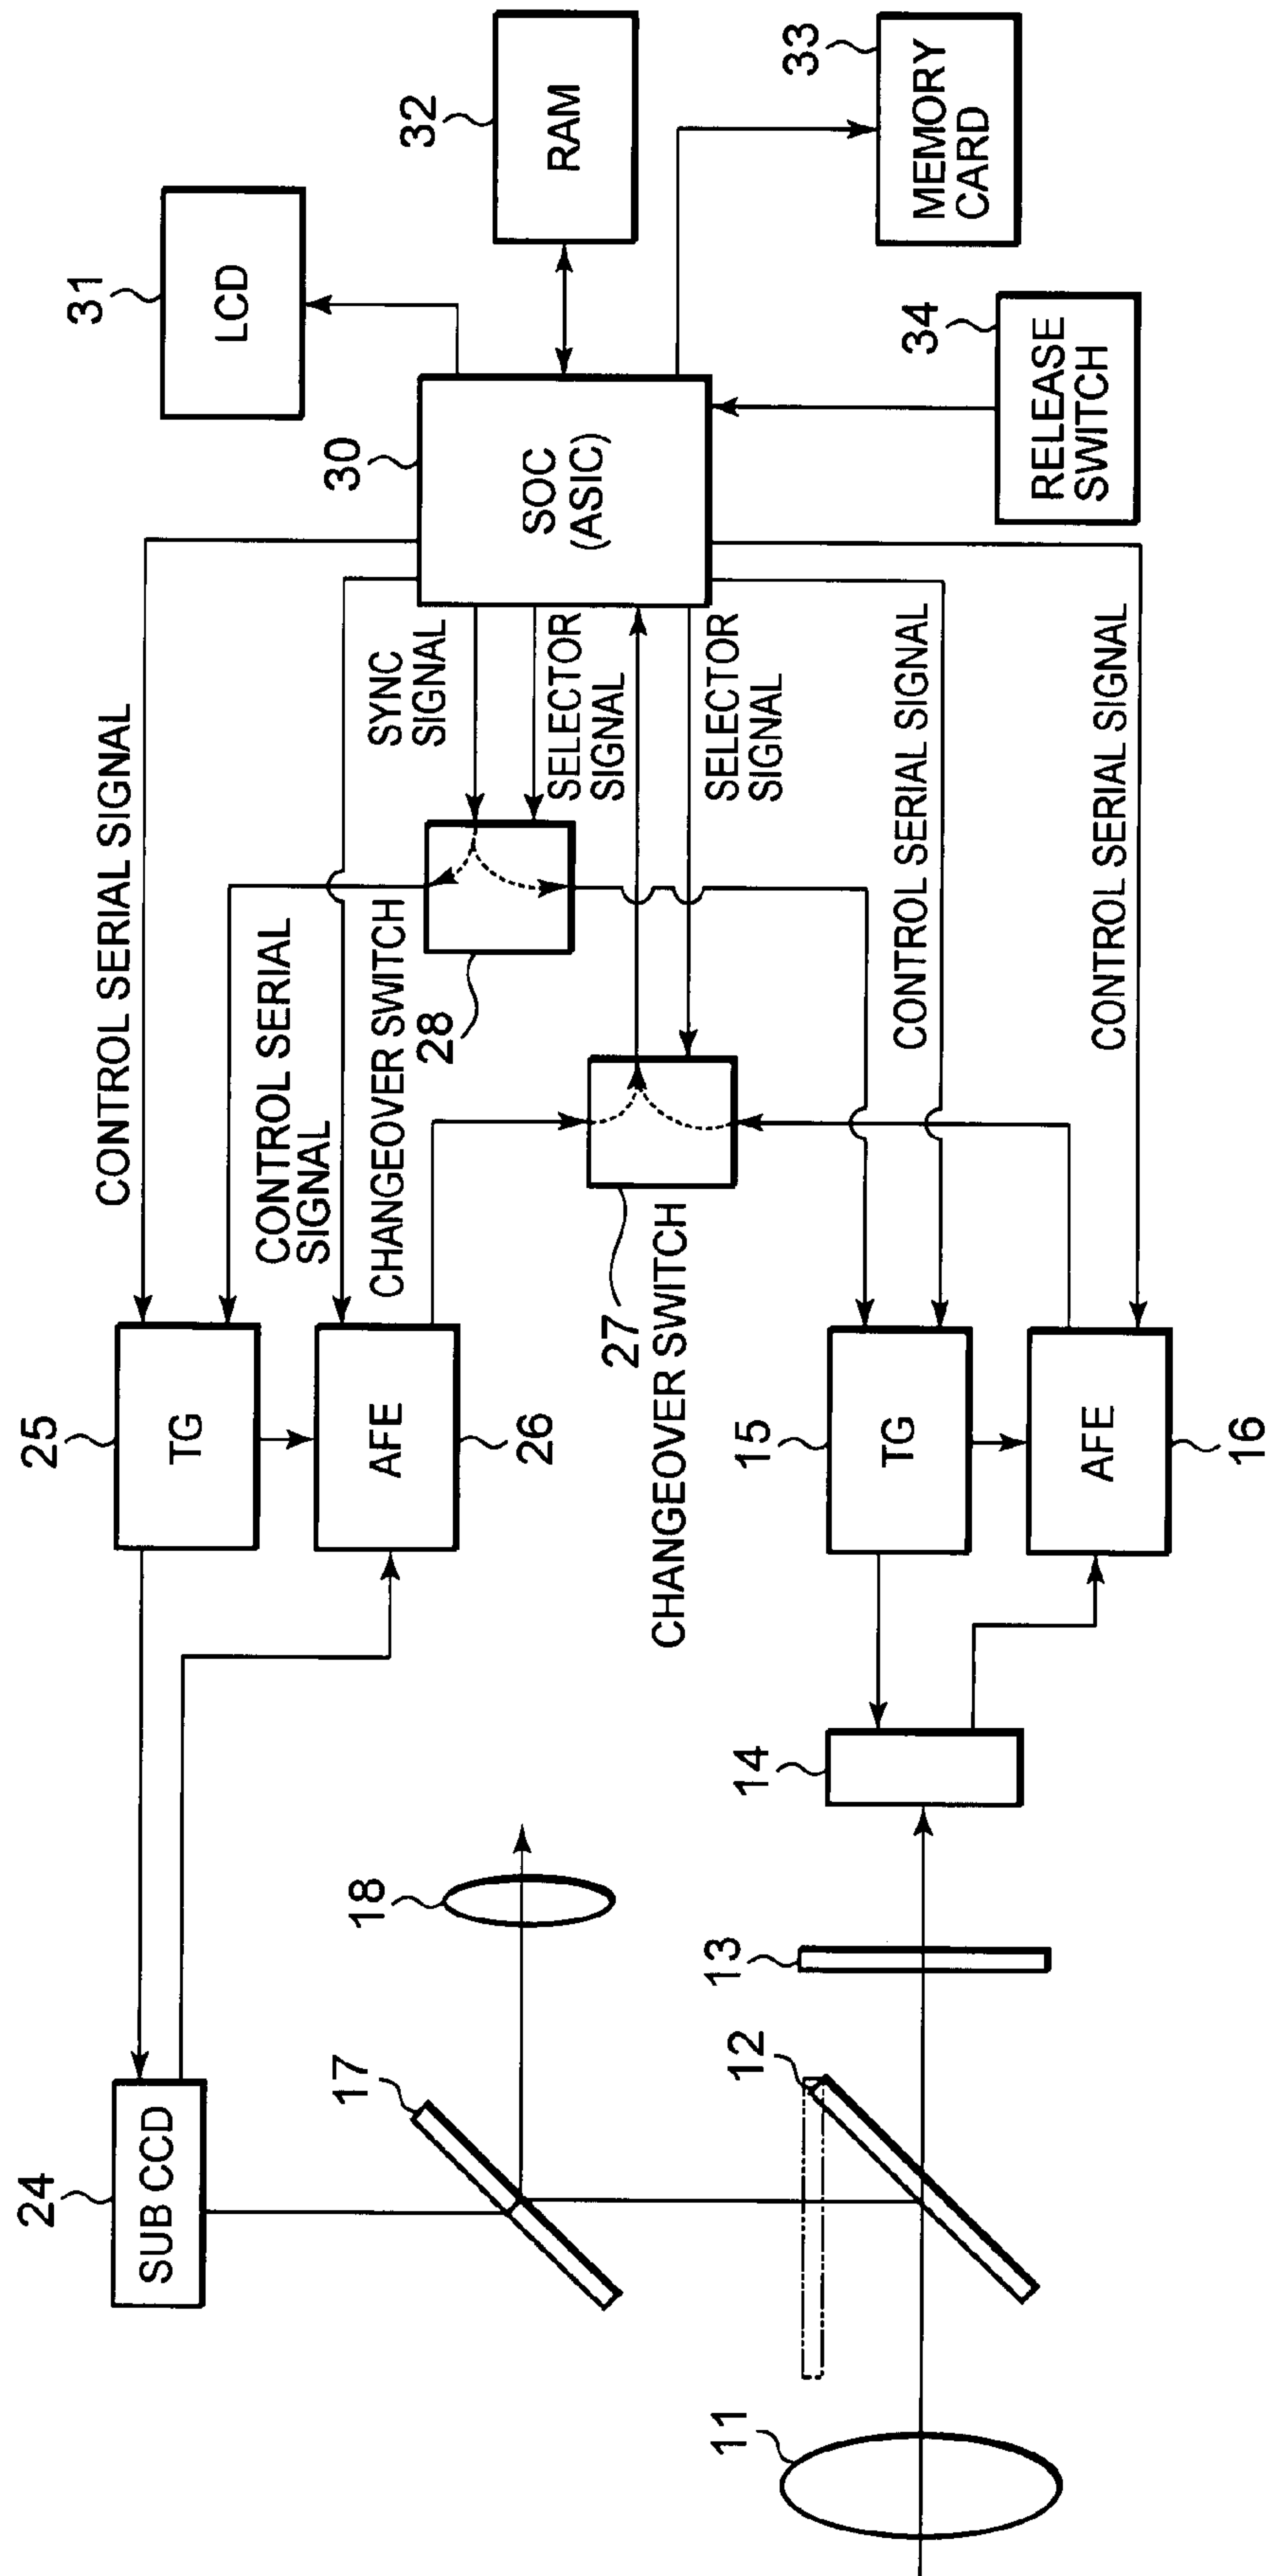 31
LCD
32
RAM
33
MEMORY
CARD
30
SOC
(ASIC)
34
RELEASE
SWITCH
CONTROL SERIAL SIGNAL
SYNC
SIGNAL
SELECTOR
SIGNAL
SELECTOR
SIGNAL
CONTROL SERIAL SIGNAL
CONTROL SERIAL SIGNAL
CONTROL SERIAL
SIGNAL
CHANGEOVER SWITCH
28
27
CHANGEOVER SWITCH
25
TG
AFE
26
15
TG
AFE
16
14
18
13
17
12
24
SUB CCD
11